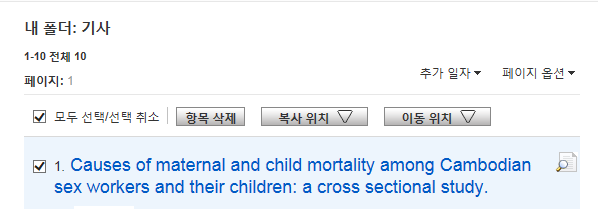 내 폴더: 기사
1-10 전체 10
페이지: 1
추가 일자 페이지 옵션
모두 선택/선택 취소 항목 삭제 복사 위치 이동 위치
1. Causes of maternal and child mortality among Cambodian
sex workers and their children: a cross sectional study.